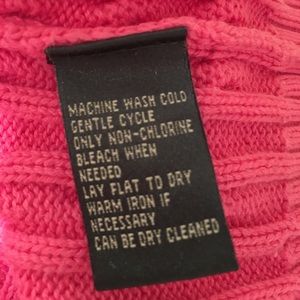 MACHINE WASH COLD
GENTLE CYCLE
ONLY NON-CHLORINE
BLEACH WHEN
NEEDED
LAY FLAT TO DRY
WARM IRON IF
NECESSARY
CAN BE DRY CLEANED